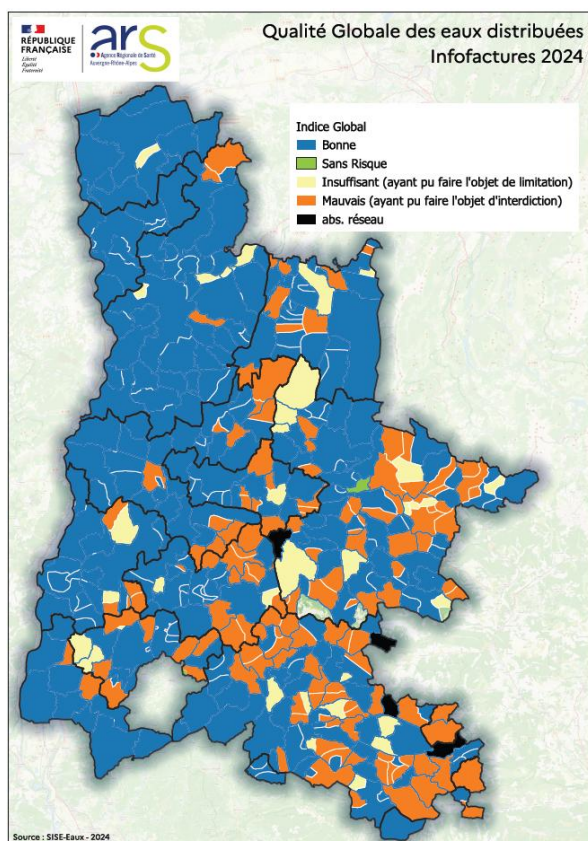 RÉPUBLIQUE
FRANÇAISE
Liberté
Égalité
Fraternité
ars
Agence Régionale de Santé
Auvergne-Rhône-Alpes
Qualité Globale des eaux distribuées
Infofactures 2024
Indice Global
Bonne
Sans Risque
Insuffisant (ayant pu faire l'objet de limitation)
Mauvais (ayant pu faire l'objet d'interdiction)
abs. réseau
Source : SISE-Eaux - 2024